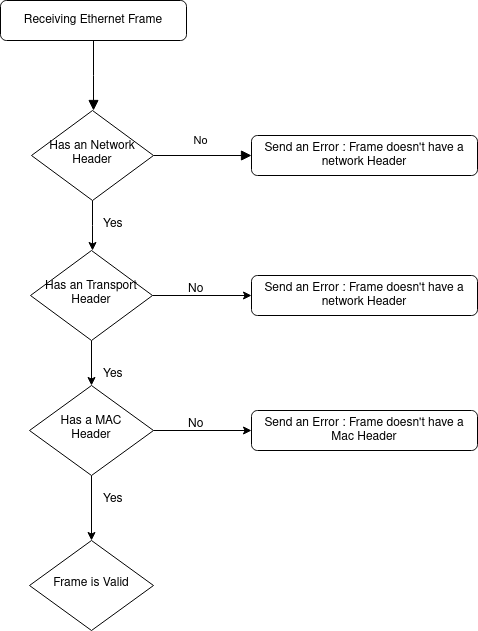 Receiving Ethernet Frame
Has an Network
Header
No
Send an Error : Frame doesn't have a
network Header
Yes
Has an Transport
Header
No
Send an Error : Frame doesn't have a
network Header
Yes
Has a MAC
Header
No
Send an Error : Frame doesn't have a
Mac Header
Yes
Frame is Valid